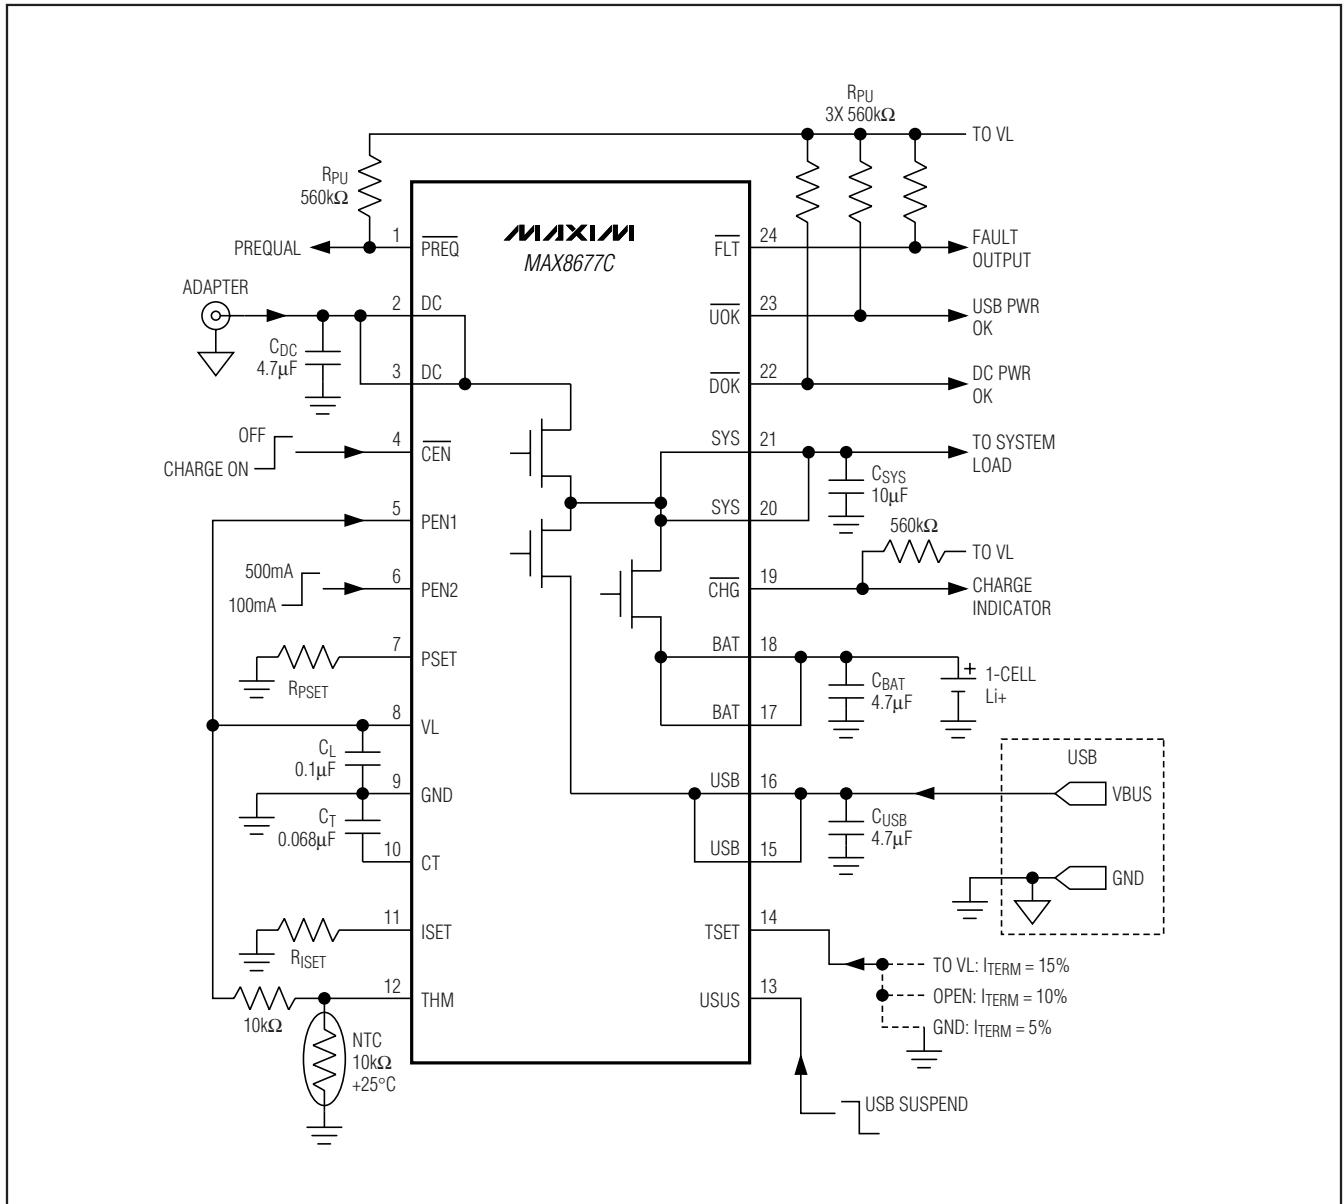 RPU
3X 560kΩ
TO VL
RPU
560kΩ
MAXIM
MAX8677C
PREQUAL
1
PREQ
FLT
24
FAULT
OUTPUT
ADAPTER
2
DC
UOK
23
USB PWR
OK
CDC
4.7µF
3
DC
DOK
22
DC PWR
OK
OFF
CHARGE ON
4
CEN
SYS
21
TO SYSTEM
LOAD
CSYS
10µF
5
PEN1
SYS
20
560kΩ
TO VL
500mA
100mA
6
PEN2
CHG
19
CHARGE
INDICATOR
7
PSET
RPSET
BAT
18
+
1-CELL
Li+
CBAT
4.7µF
8
VL
BAT
17
CL
0.1µF
USB
9
GND
USB
16
VBUS
CT
0.068µF
CUSB
4.7µF
10
CT
USB
15
GND
11
ISET
RISET
TSET
14
TO VL: ITERM = 15%
OPEN: ITERM = 10%
GND: ITERM = 5%
12
THM
USUS
13
10kΩ
NTC
10kΩ
+25°C
USB SUSPEND